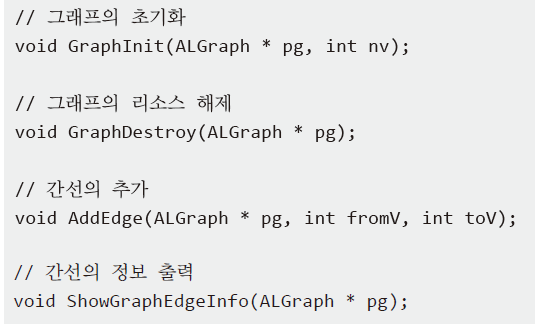 // 그래프의 초기화
void GraphInit(ALGraph * pg, int nv);
// 그래프의 리소스 해제
void GraphDestroy(ALGraph * pg);
// 간선의 추가
void AddEdge(ALGraph * pg, int fromV, int toV);
// 간선의 정보 출력
void ShowGraphEdgeInfo(ALGraph * pg);